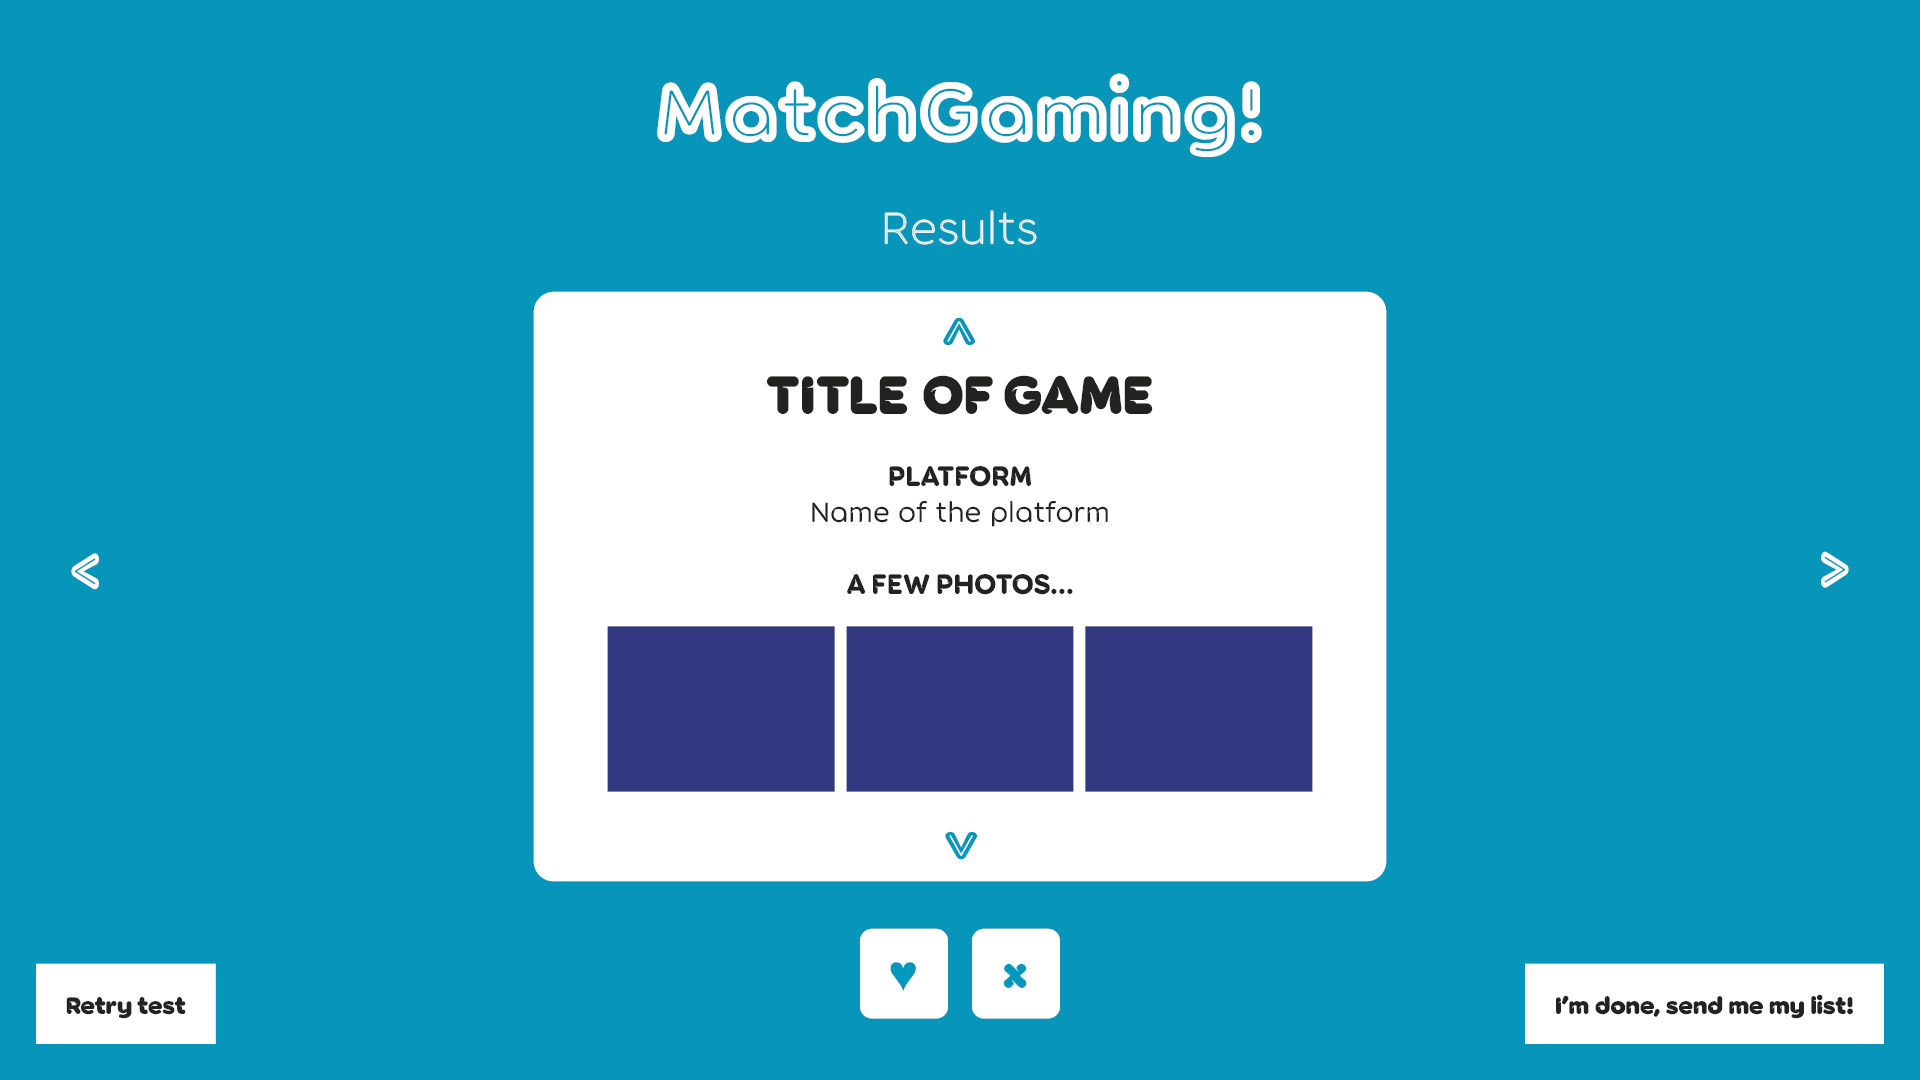 MatchGaming!
Results
TITLE OF GAME
PLATFORM
Name of the platform
A FEW PHOTOS...
<
>
Retry test
I'm done, send me my list!